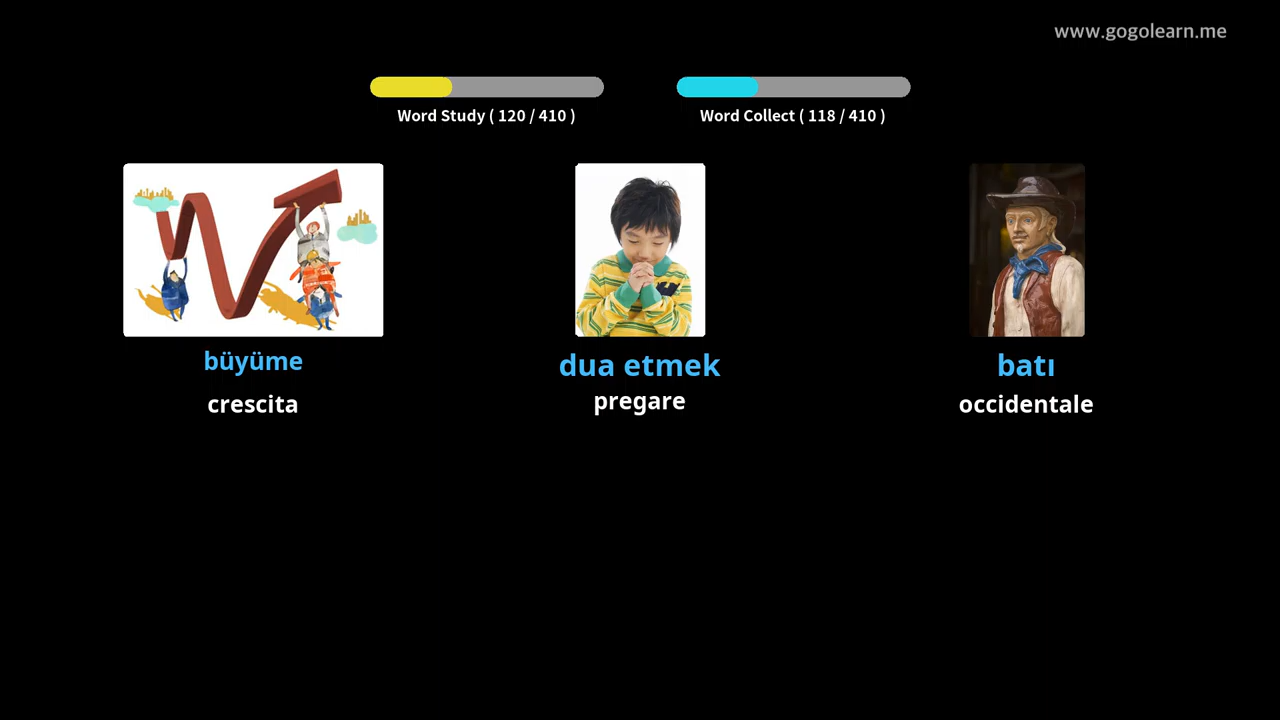 www.gogolearn.me
Word Study ( 120 / 410 )
Word Collect ( 118 / 410 )
büyüme
dua etmek
batı
crescita
pregare
occidentale